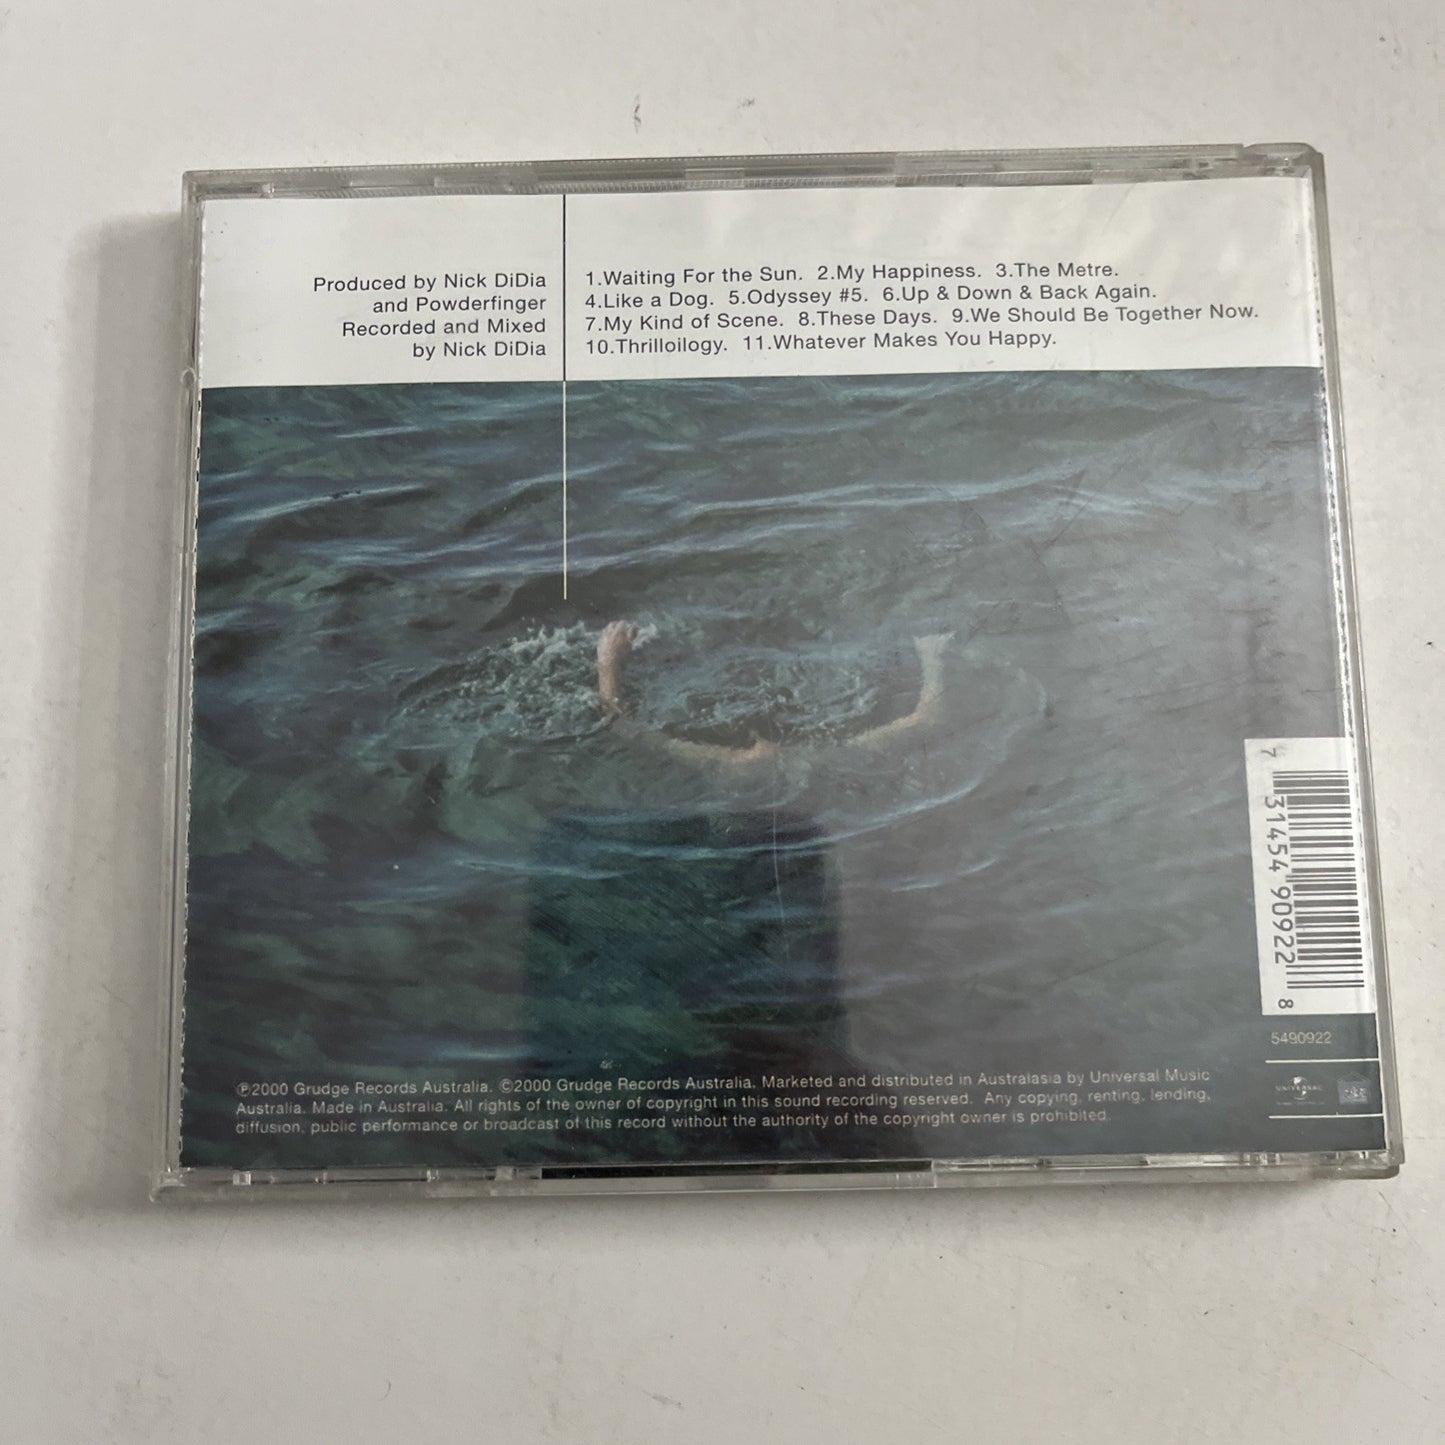 Produced by Nick DiDia
and Powderfinger
Recorded and Mixed
by Nick DiDia
1.Waiting For the Sun. 2.My Happiness. 3.The Metre.
4.Like a Dog. 5.Odyssey #5. 6.Up & Down & Back Again.
7.My Kind of Scene. 8.These Days. 9.We Should Be Together Now.
10.Thrilloilogy. 11.Whatever Makes You Happy.
7 31454 90922 8
5490922
UNIVERSAL
℗2000 Grudge Records Australia. ©2000 Grudge Records Australia. Marketed and distributed in Australasia by Universal Music
Australia. Made in Australia. All rights of the owner of copyright in this sound recording reserved. Any copying, renting, lending,
diffusion, public performance or broadcast of this record without the authority of the copyright owner is prohibited.